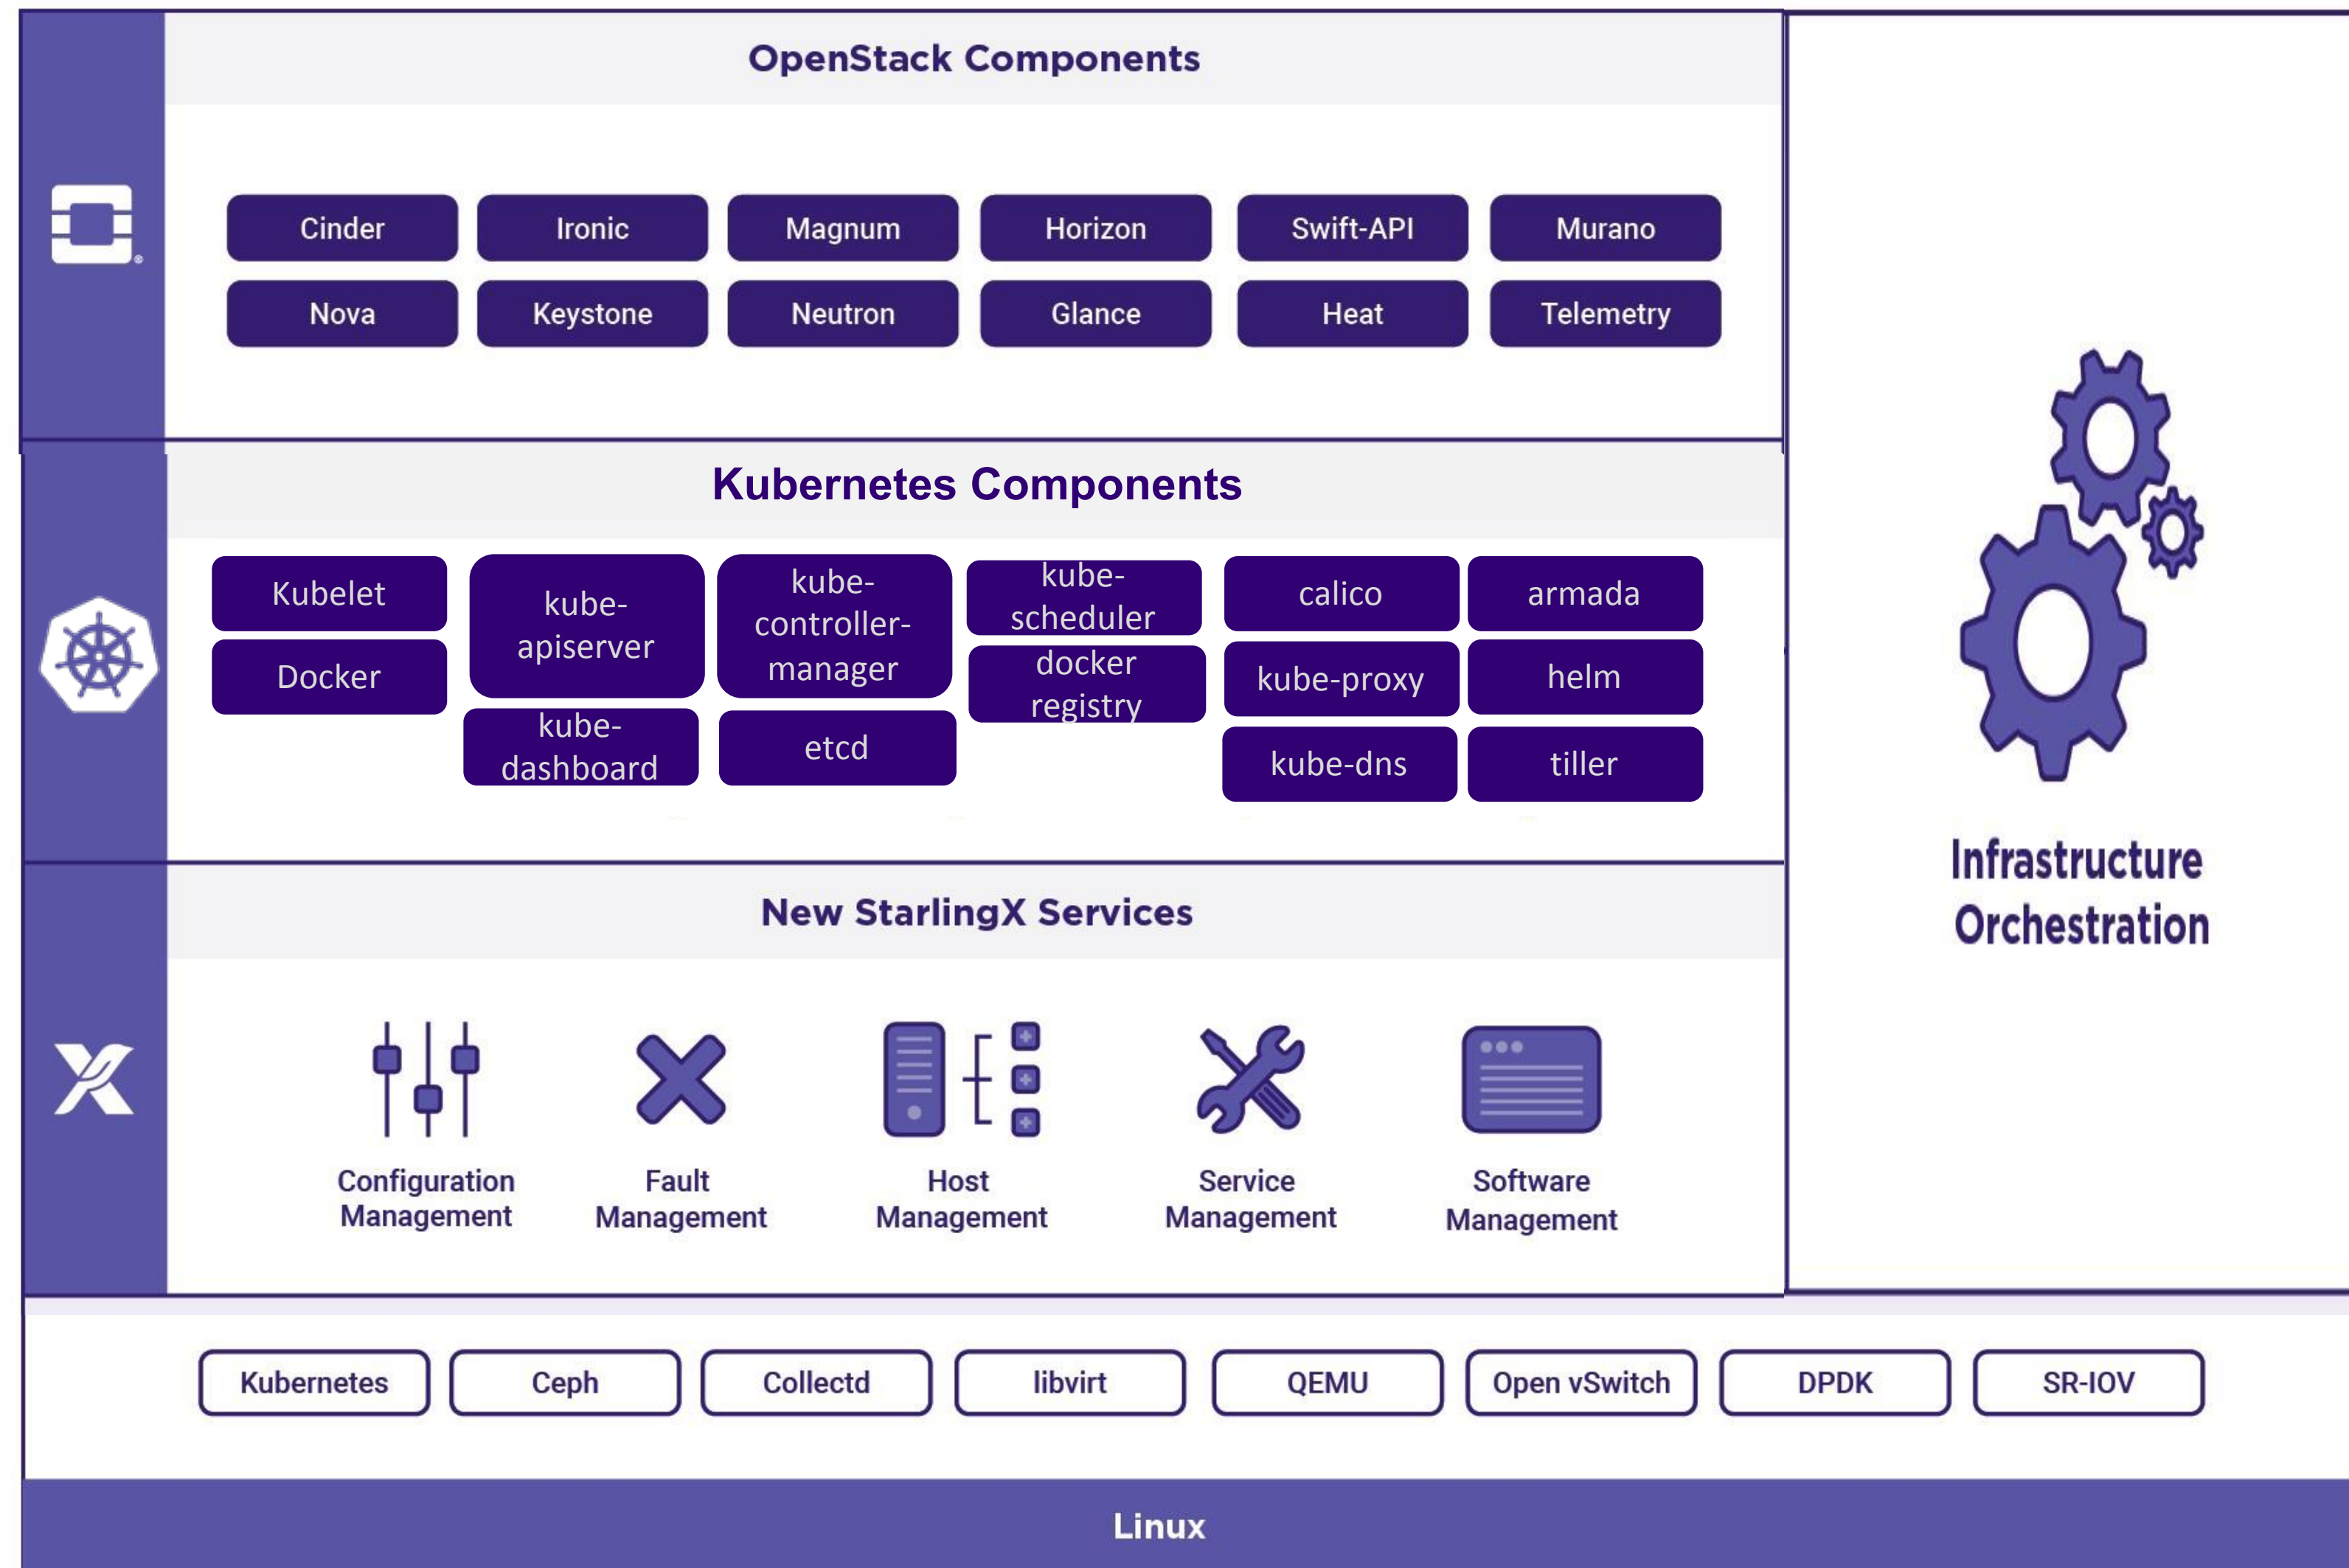 OpenStack Components
Cinder
Ironic
Magnum
Horizon
Swift-API
Murano
Nova
Keystone
Neutron
Glance
Heat
Telemetry
Kubernetes Components
Kubelet
kube-
apiserver
kube-
controller-
manager
kube-
scheduler
calico
armada
Docker
docker
registry
kube-proxy
helm
kube-
dashboard
etcd
kube-dns
tiller
Infrastructure
Orchestration
New StarlingX Services
Configuration
Management
Fault
Management
Host
Management
Service
Management
Software
Management
Kubernetes
Ceph
Collectd
libvirt
QEMU
Open vSwitch
DPDK
SR-IOV
Linux